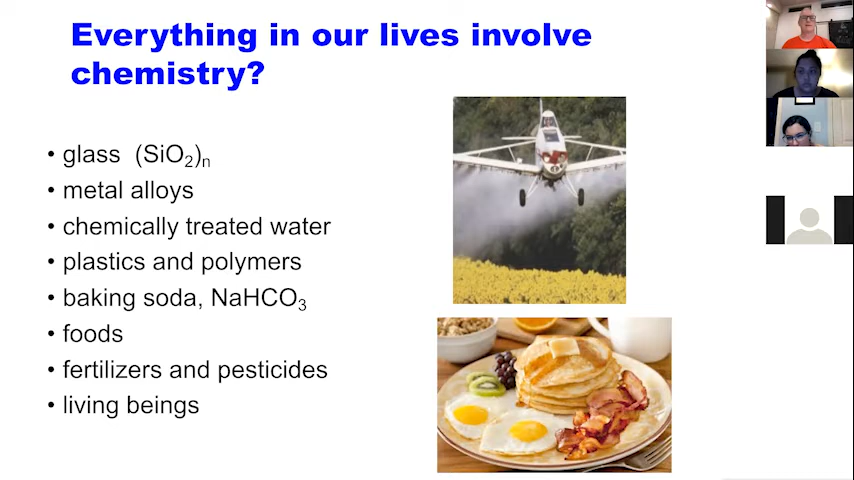 Everything in our lives involve
chemistry?
• glass (SiO₂)ₙ
• metal alloys
• chemically treated water
• plastics and polymers
• baking soda, NaHCO₃
• foods
• fertilizers and pesticides
• living beings